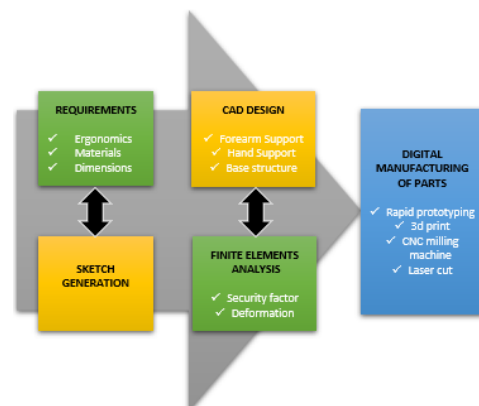 REQUIREMENTS
✓ Ergonomics
✓ Materials
✓ Dimensions
SKETCH
GENERATION
CAD DESIGN
✓ Forearm Support
✓ Hand Support
✓ Base structure
FINITE ELEMENTS
ANALYSIS
✓ Security factor
✓ Deformation
DIGITAL
MANUFACTURING
OF PARTS
✓ Rapid prototyping
✓ 3d print
✓ CNC milling
machine
✓ Laser cut